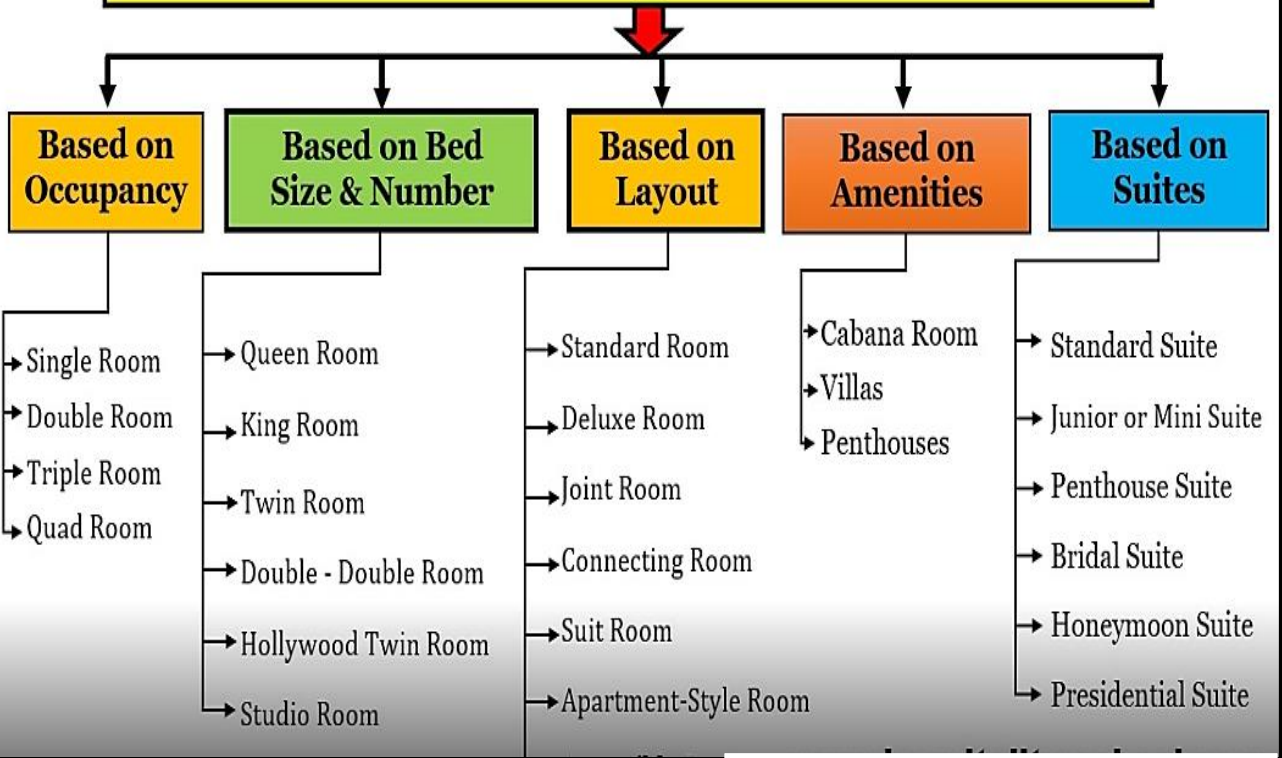 Based on
Occupancy
Single Room
Double Room
Triple Room
Quad Room
Based on Bed
Size & Number
Queen Room
King Room
Twin Room
Double - Double Room
Hollywood Twin Room
Studio Room
Based on
Layout
Standard Room
Deluxe Room
Joint Room
Connecting Room
Suit Room
Apartment-Style Room
Based on
Amenities
Cabana Room
Villas
Penthouses
Based on
Suites
Standard Suite
Junior or Mini Suite
Penthouse Suite
Bridal Suite
Honeymoon Suite
Presidential Suite